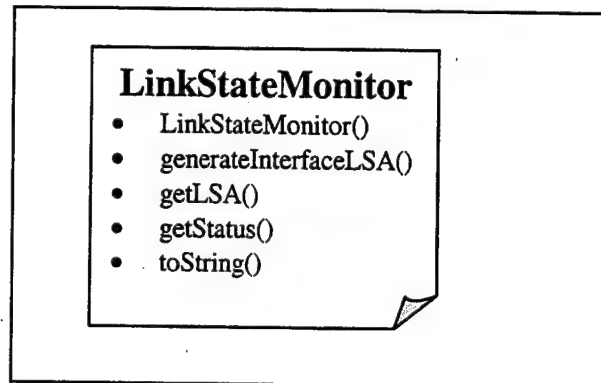 LinkStateMonitor
• LinkStateMonitor()
• generateInterfaceLSA()
• getLSA()
• getStatus()
• toString()